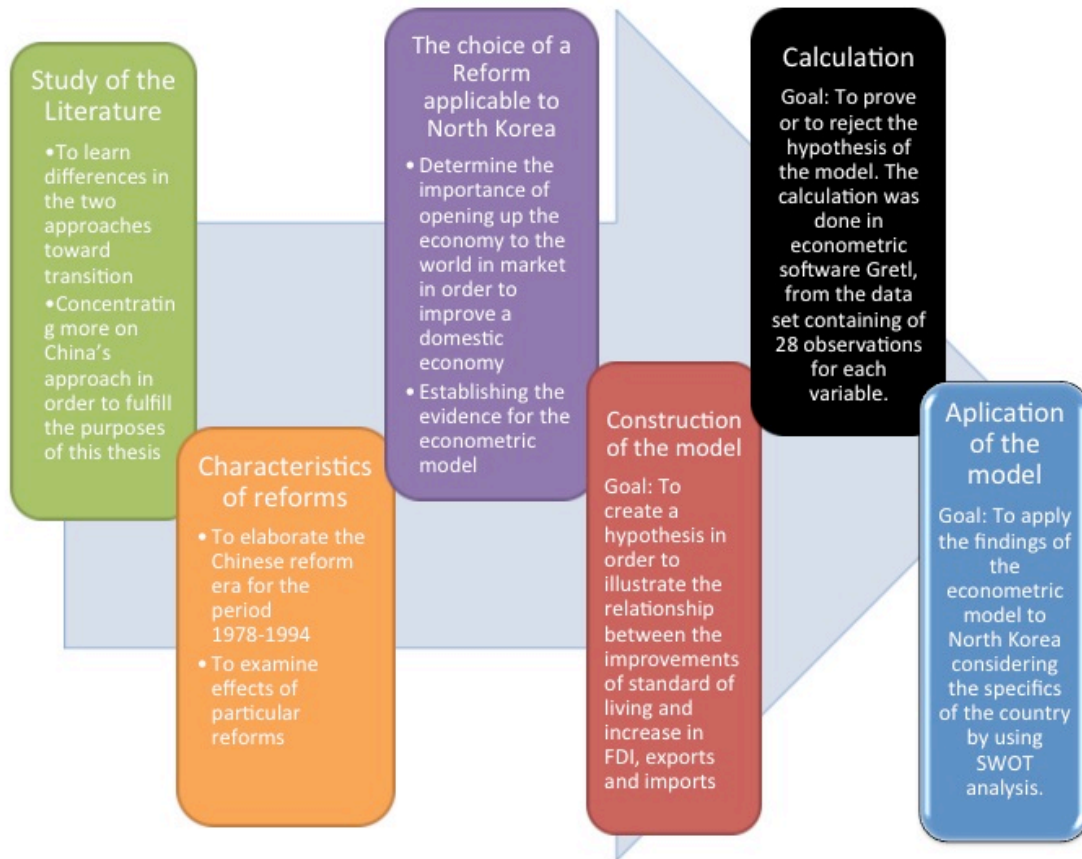 Study of the
Literature
•To learn
differences in
the two
approaches
toward
transition
•Concentratin
g more on
China's
approach in
order to fulfill
the purposes
of this thesis
Characteristics
of reforms
• To elaborate the
Chinese reform
era for the
period
1978-1994
• To examine
effects of
particular
reforms
The choice of a
Reform
applicable to
North Korea
• Determine the
importance of
opening up the
economy to the
world in market
in order to
improve a
domestic
economy
• Establishing the
evidence for the
econometric
model
Construction
of the model
Goal: To
create a
hypothesis in
order to
illustrate the
relationship
between the
improvements
of standard of
living and
increase in
FDI, exports
and imports
Calculation
Goal: To prove
or to reject the
hypothesis of
the model. The
calculation was
done in
econometric
software Gretl,
from the data
set containing of
28 observations
for each
variable.
Aplication
of the
model
Goal: To apply
the findings of
the
econometric
model to
North Korea
considering
the specifics
of the country
by using
SWOT
analysis.